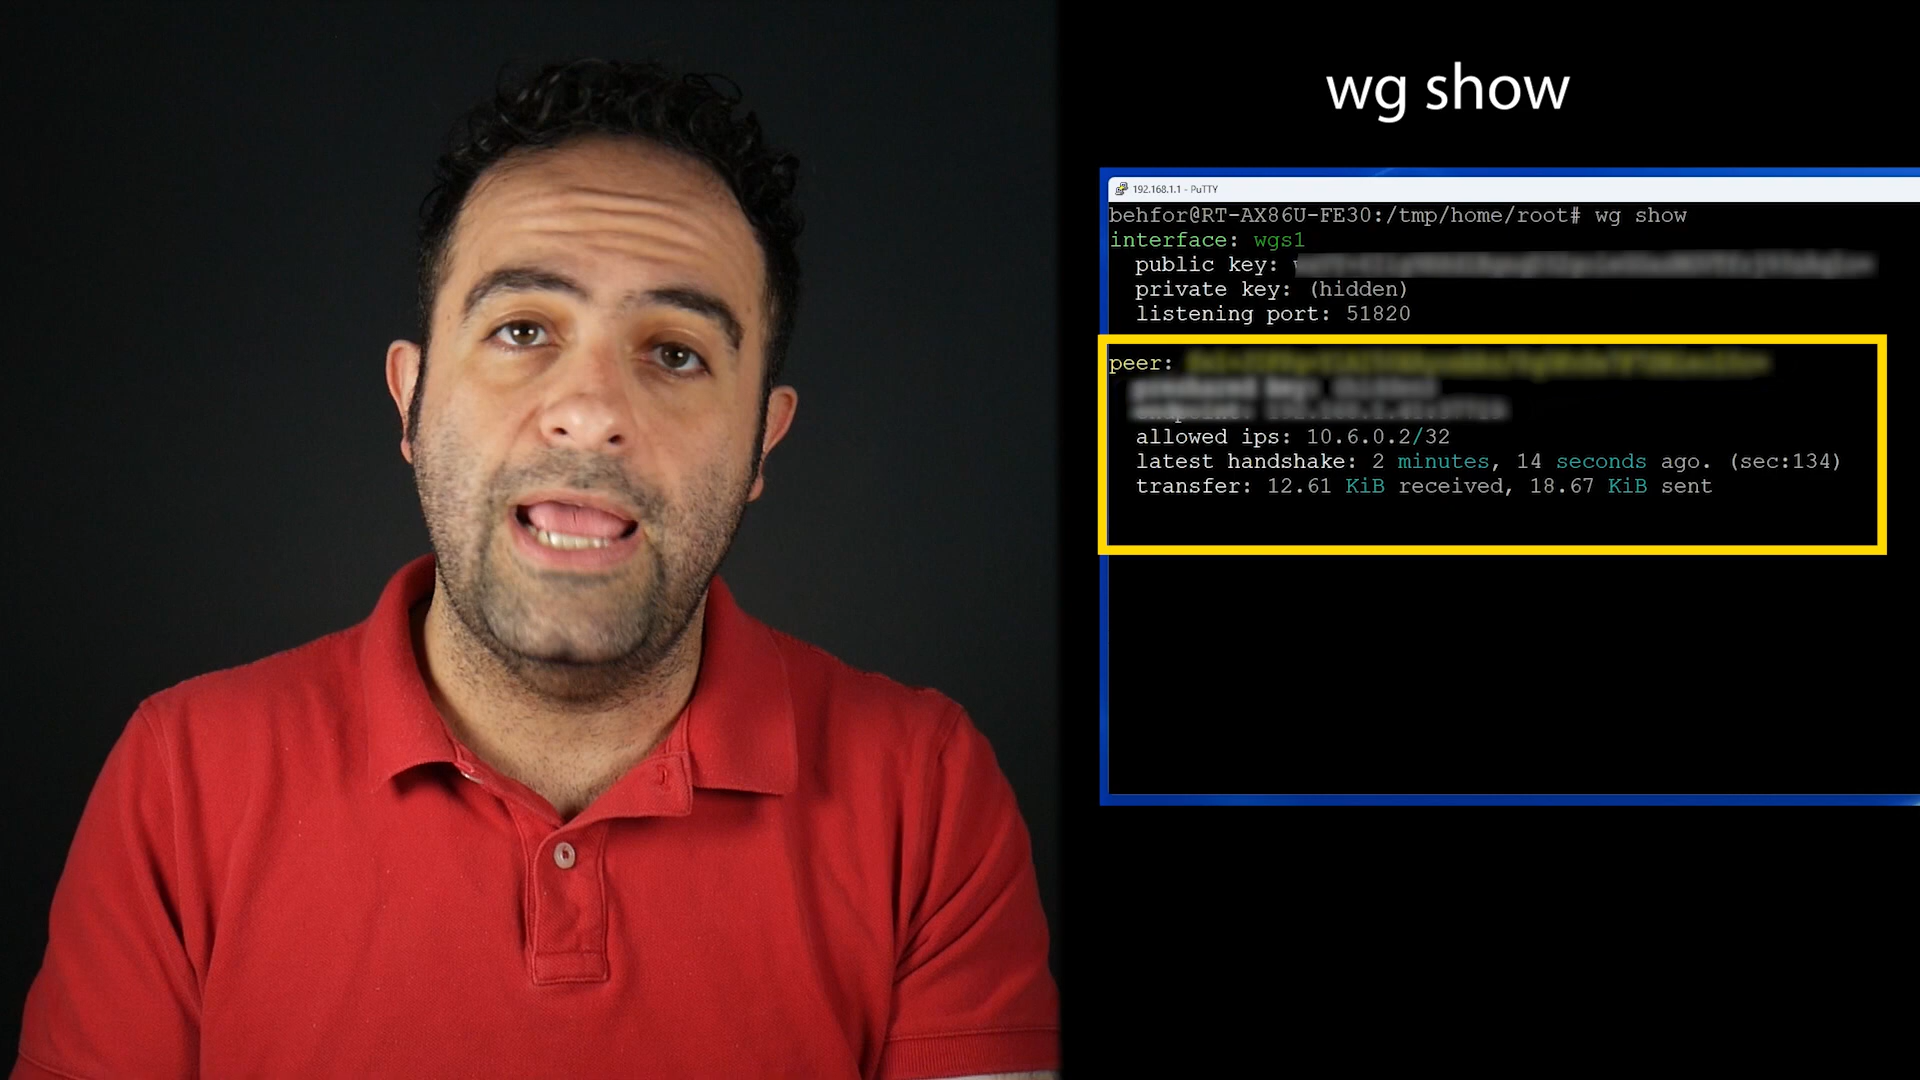 wg show
192.168.1.1 - PuTTY
behfor@RT-AX86U-FE30:/tmp/home/root# wg show
interface: wgs1
public key:
private key: (hidden)
listening port: 51820
peer:
allowed ips: 10.6.0.2/32
latest handshake: 2 minutes, 14 seconds ago. (sec:134)
transfer: 12.61 KiB received, 18.67 KiB sent